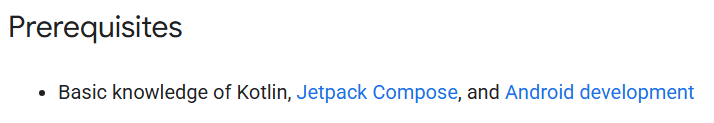 Prerequisites
• Basic knowledge of Kotlin, Jetpack Compose, and Android development